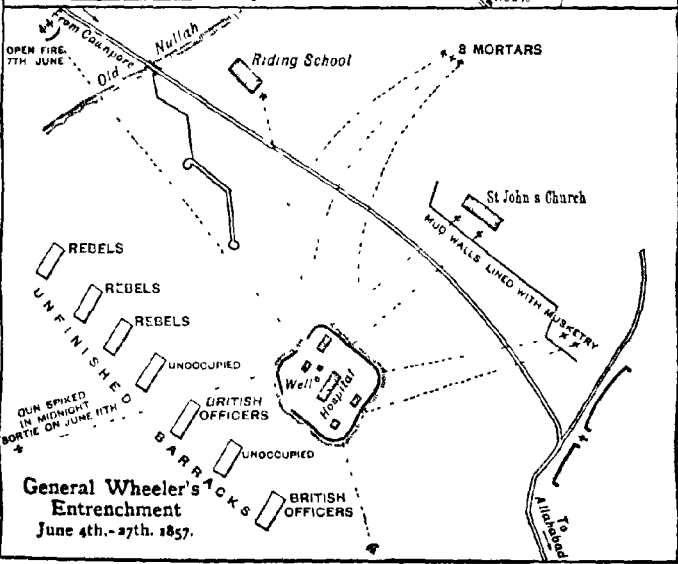 From Caunpore
Nullah
Old
OPEN FIRE.
7TH JUNE
Riding School
8 MORTARS
St John s Church
MUD WALLS LINED WITH MUSKETRY
REBELS
REBELS
REBELS
UNOCCUPIED
BRITISH
OFFICERS
UNOCCUPIED
BRITISH
OFFICERS
UNFINISHED
BARRACKS
Well
Hospital
GUN SPIKED
IN MIDNIGHT
SORTIE ON JUNE 11TH
General Wheeler's
Entrenchment
June 4th.-27th. 1857.
To
Allahabad